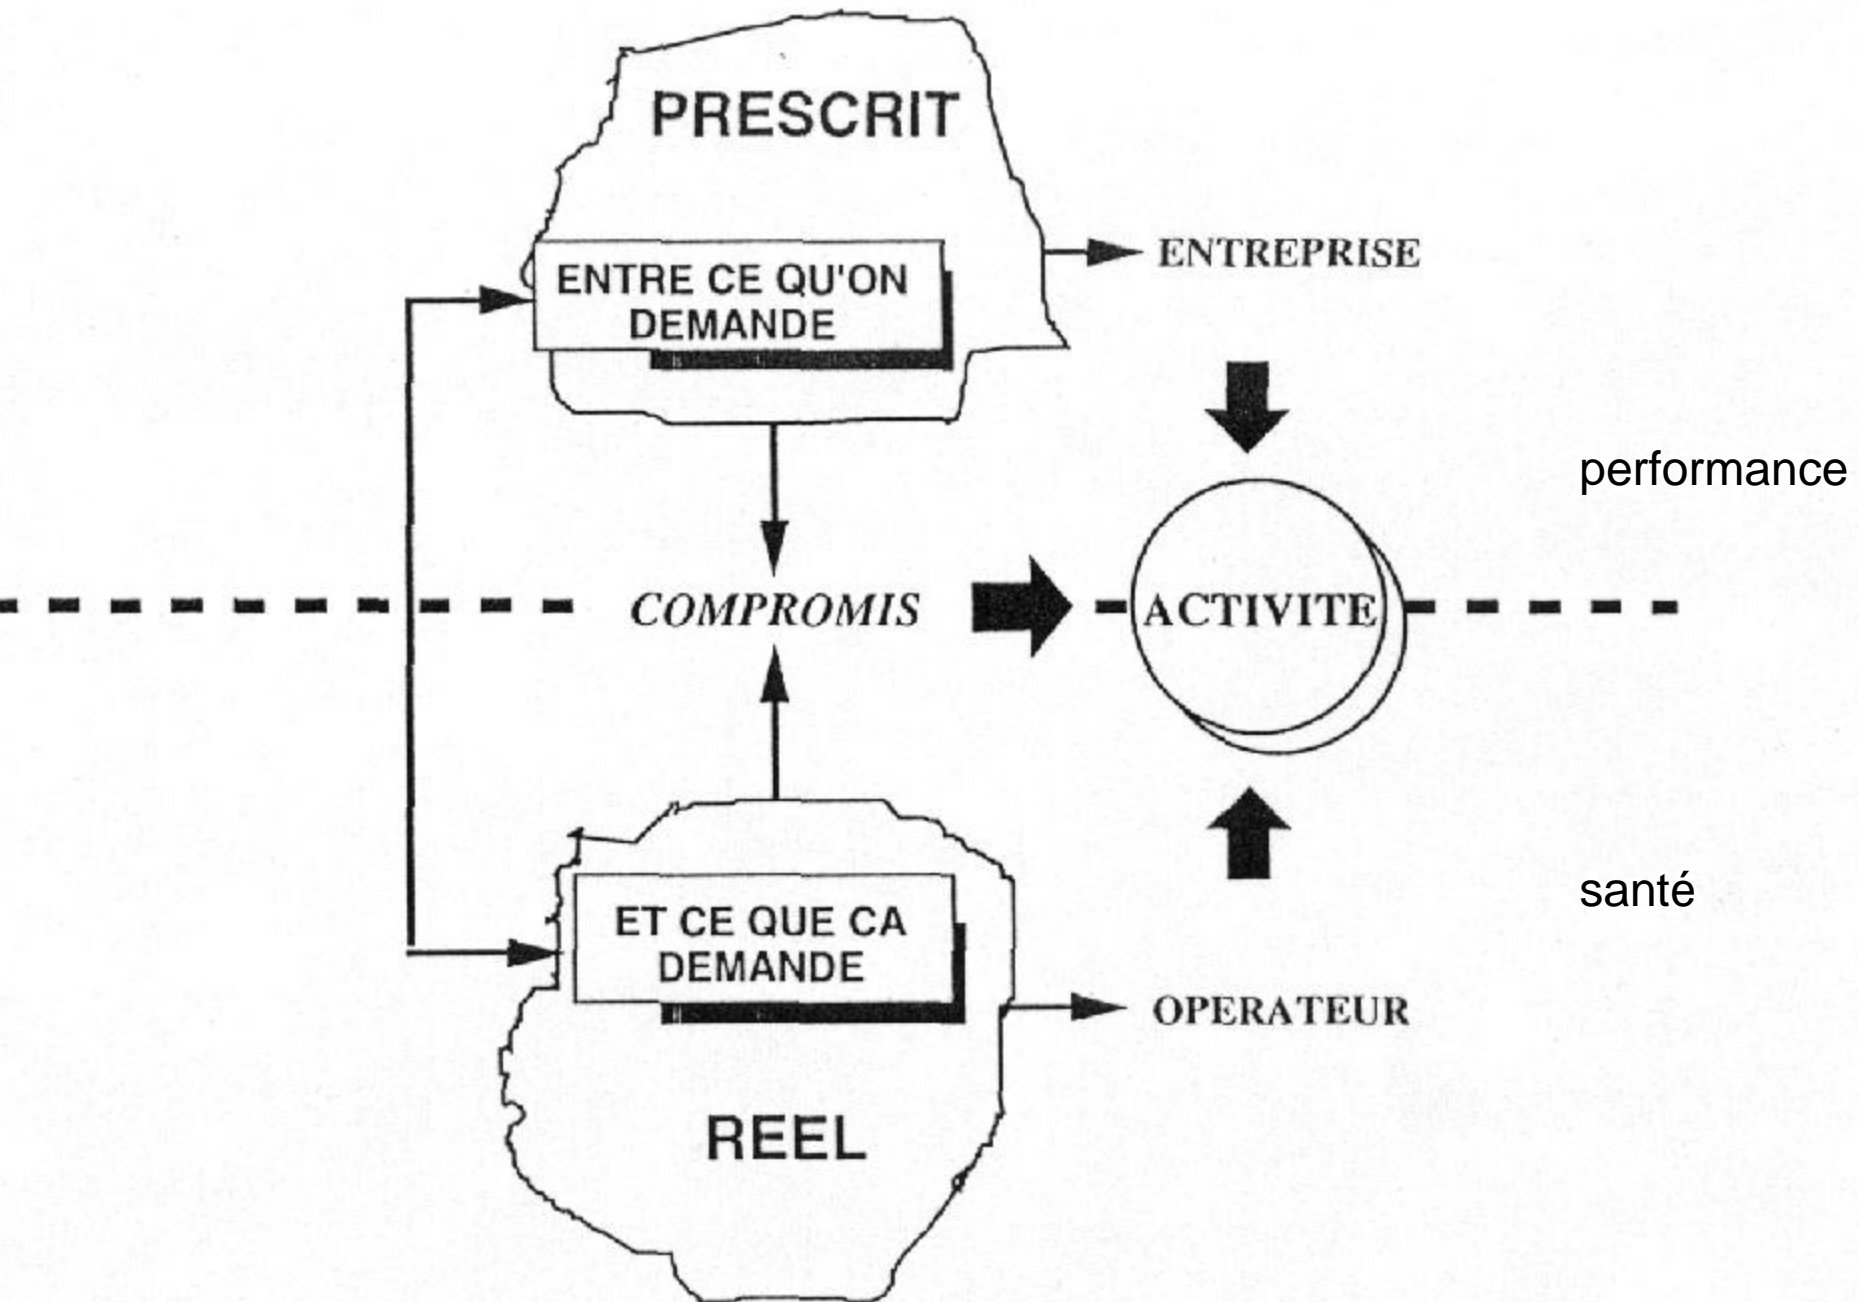 PRESCRIT
ENTRE CE QU'ON
DEMANDE
ENTREPRISE
performance
COMPROMIS
ACTIVITE
santé
ET CE QUE CA
DEMANDE
OPERATEUR
REEL